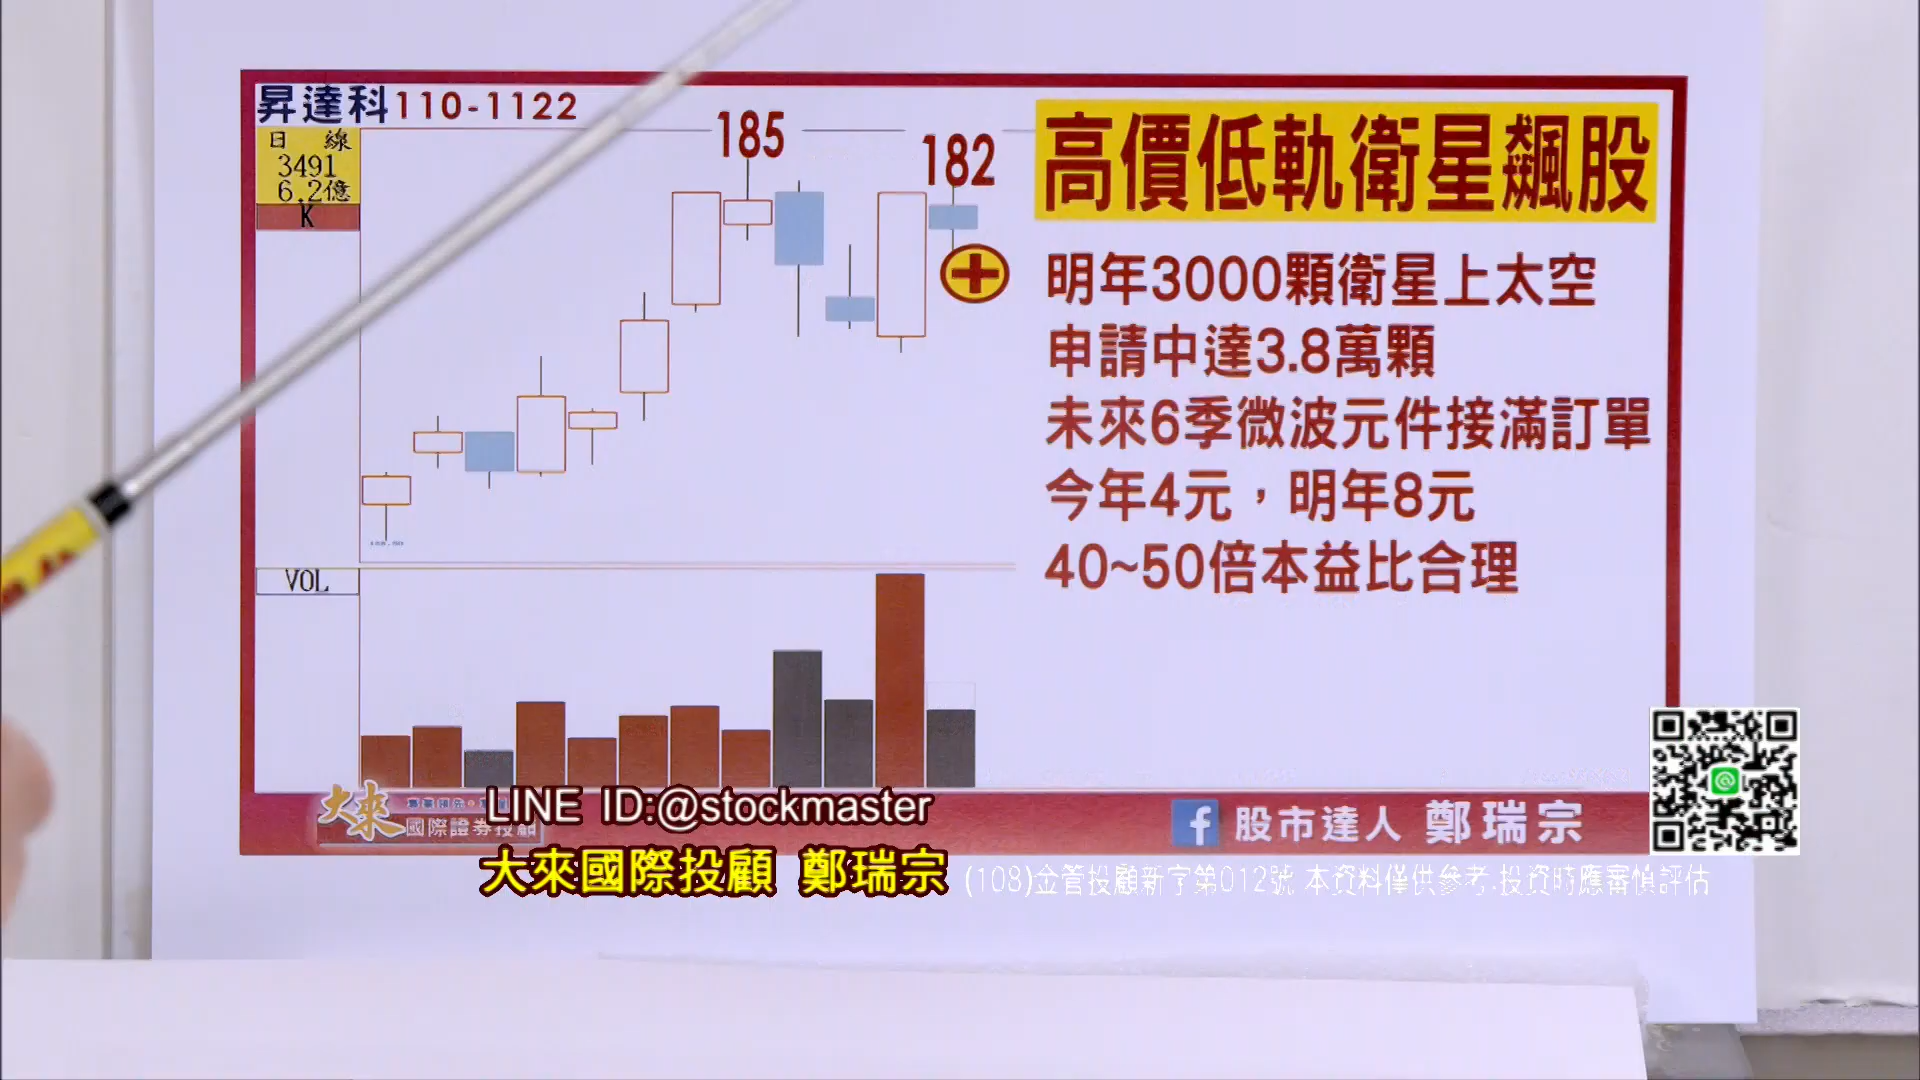 昇達科110-1122
日 線
3491
6.2億
K
185
182
高價低軌衛星飆股
明年3000顆衛星上太空
申請中達3.8萬顆
未來6季微波元件接滿訂單
今年4元，明年8元
40~50倍本益比合理
VOL
大來
國際證券投顧
LINE ID:@stockmaster
f 股市達人 鄭瑞宗
大來國際投顧 鄭瑞宗
(108)金管投顧新字第012號 本資料僅供參考.投資時應審慎評估